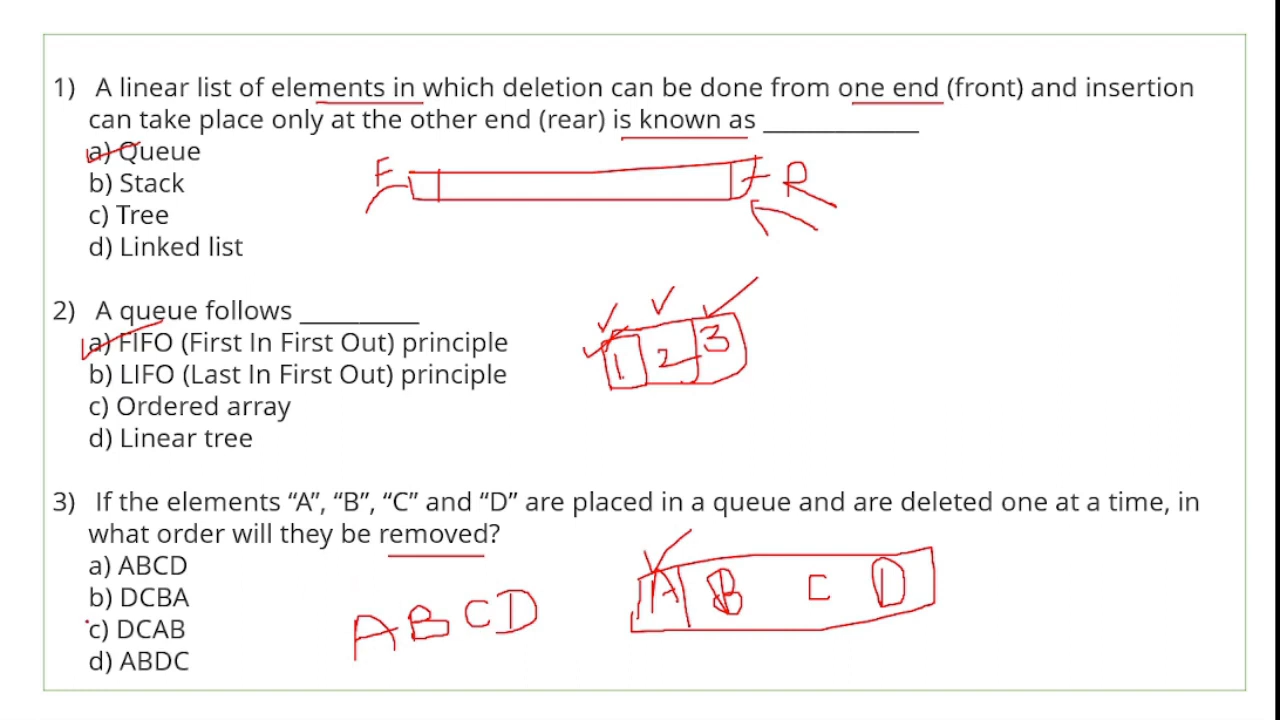 1) A linear list of elements in which deletion can be done from one end (front) and insertion
can take place only at the other end (rear) is known as _____________
a) Queue
b) Stack
c) Tree
d) Linked list
F
R
2) A queue follows __________
a) FIFO (First In First Out) principle
b) LIFO (Last In First Out) principle
c) Ordered array
d) Linear tree
1 2 3
3) If the elements “A”, “B”, “C” and “D” are placed in a queue and are deleted one at a time, in
what order will they be removed?
a) ABCD
b) DCBA
c) DCAB
d) ABDC
A B C D
A B C D